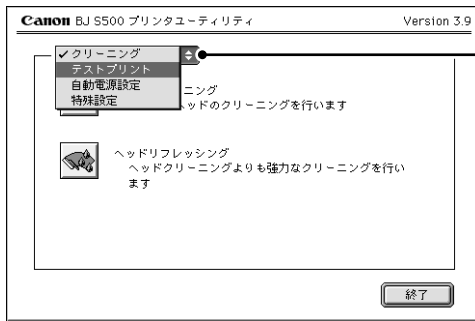 Canon BJ S500 プリンタユーティリティ Version 3.9
✓クリーニング
テストプリント
自動電源設定
特殊設定
ニング
ヘッドのクリーニングを行います
ヘッドリフレッシング
ヘッドクリーニングよりも強力なクリーニングを行い
ます
終了